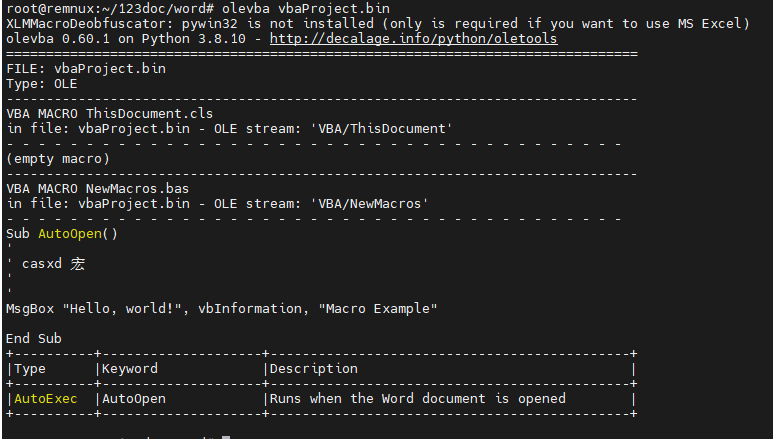 root@remnux:~/123doc/word# olevba vbaProject.bin
XLMMacroDeobfuscator: pywin32 is not installed (only is required if you want to use MS Excel)
olevba 0.60.1 on Python 3.8.10 - http://decalage.info/python/oletools
===============================================================================
FILE: vbaProject.bin
Type: OLE
-------------------------------------------------------------------------------
VBA MACRO ThisDocument.cls
in file: vbaProject.bin - OLE stream: 'VBA/ThisDocument'
- - - - - - - - - - - - - - - - - - - - - - - - - - - - - - - - - - - - - - -
(empty macro)
-------------------------------------------------------------------------------
VBA MACRO NewMacros.bas
in file: vbaProject.bin - OLE stream: 'VBA/NewMacros'
- - - - - - - - - - - - - - - - - - - - - - - - - - - - - - - - - - - - - - -
Sub AutoOpen()
'
' casxd 宏
'
'
MsgBox "Hello, world!", vbInformation, "Macro Example"
End Sub
+----------+--------------------+---------------------------------------------+
|Type      |Keyword             |Description                                  |
+----------+--------------------+---------------------------------------------+
|AutoExec  |AutoOpen            |Runs when the Word document is opened        |
+----------+--------------------+---------------------------------------------+